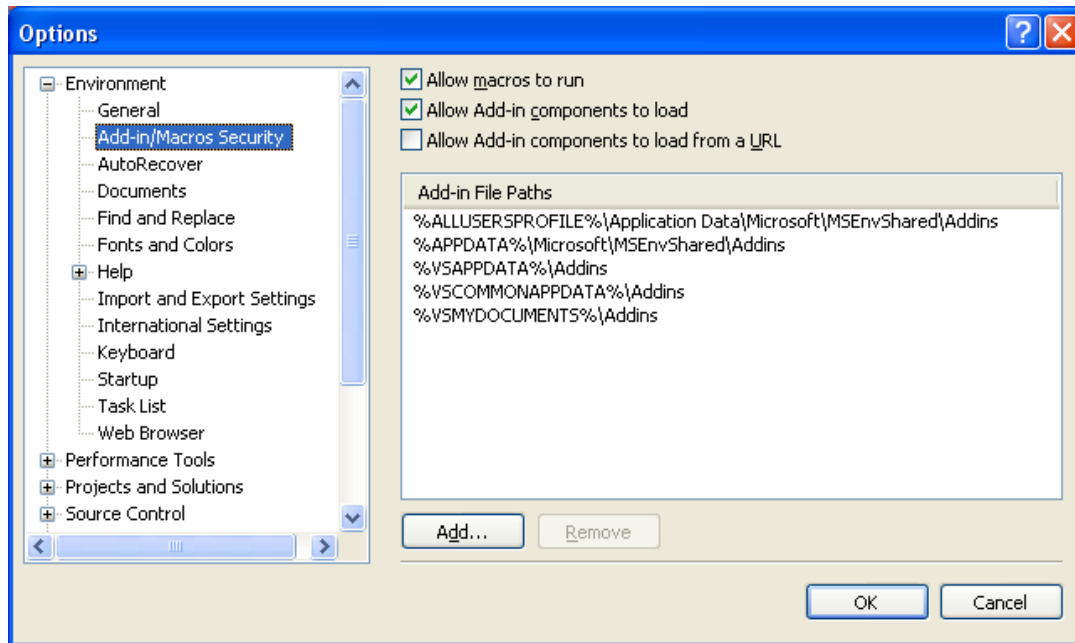 Options
Environment
General
Add-in/Macros Security
AutoRecover
Documents
Find and Replace
Fonts and Colors
Help
Import and Export Settings
International Settings
Keyboard
Startup
Task List
Web Browser
Performance Tools
Projects and Solutions
Source Control
Allow macros to run
Allow Add-in components to load
Allow Add-in components to load from a URL
Add-in File Paths
%ALLUSERSPROFILE%\Application Data\Microsoft\MSEnvShared\Addins
%APPDATA%\Microsoft\MSEnvShared\Addins
%VSAPPDATA%\Addins
%VSCOMMONAPPDATA%\Addins
%VSMYDOCUMENTS%\Addins
Add...
Remove
OK
Cancel